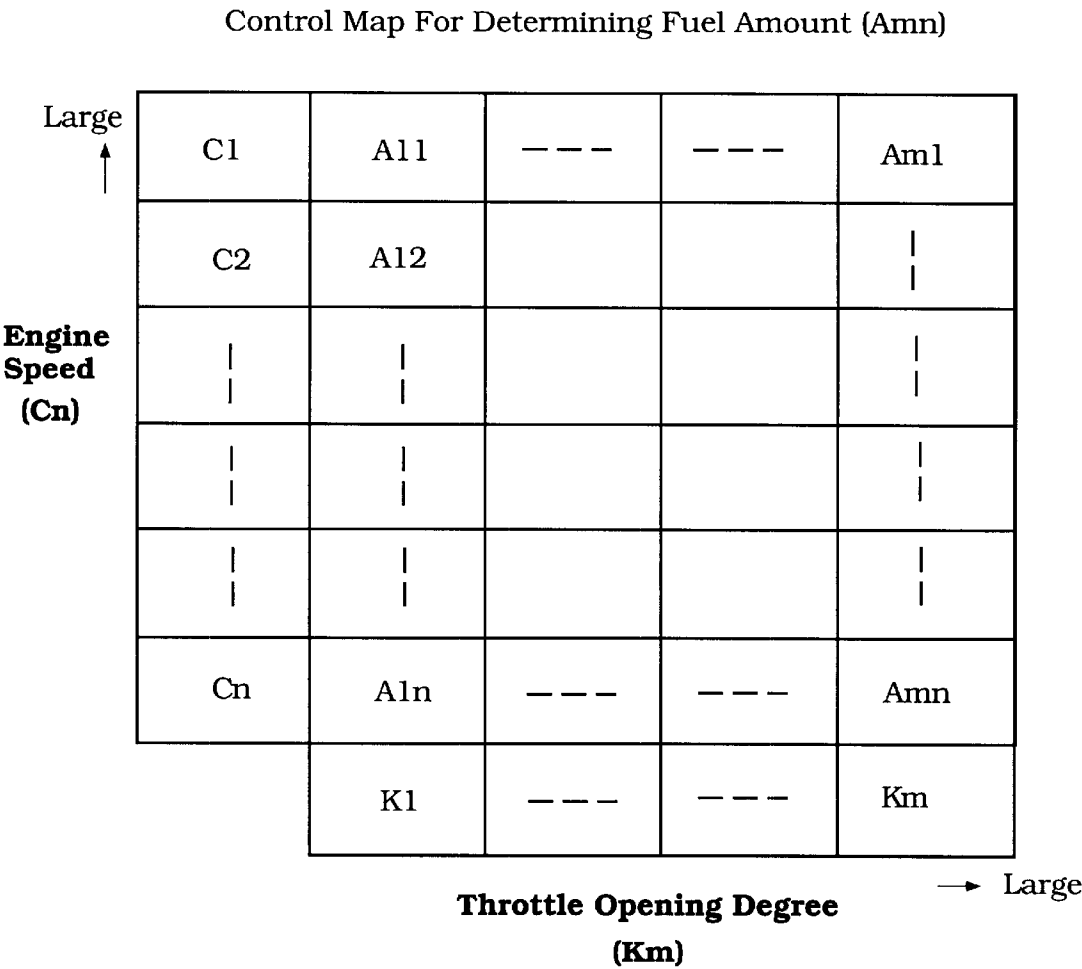 Control Map For Determining Fuel Amount (Amn)
Large
C1 A11 Am1
C2 A12
Engine
Speed
(Cn)
Cn A1n Amn
K1 Km
Large
Throttle Opening Degree
(Km)